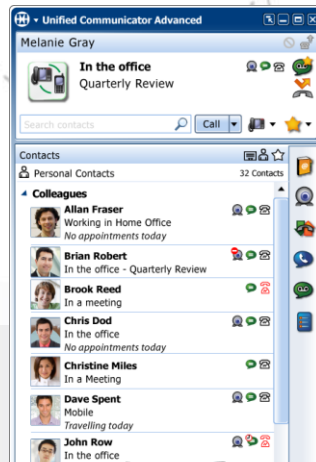 Unified Communicator Advanced
Melanie Gray
In the office
Quarterly Review
Search contacts
Call
Contacts
Personal Contacts 32 Contacts
Colleagues
Allan Fraser
Working in Home Office
No appointments today
Brian Robert
In the office - Quarterly Review
Brook Reed
In a meeting
Chris Dod
In the office
No appointments today
Christine Miles
In a Meeting
Dave Spent
Mobile
Travelling today
John Row
In the office